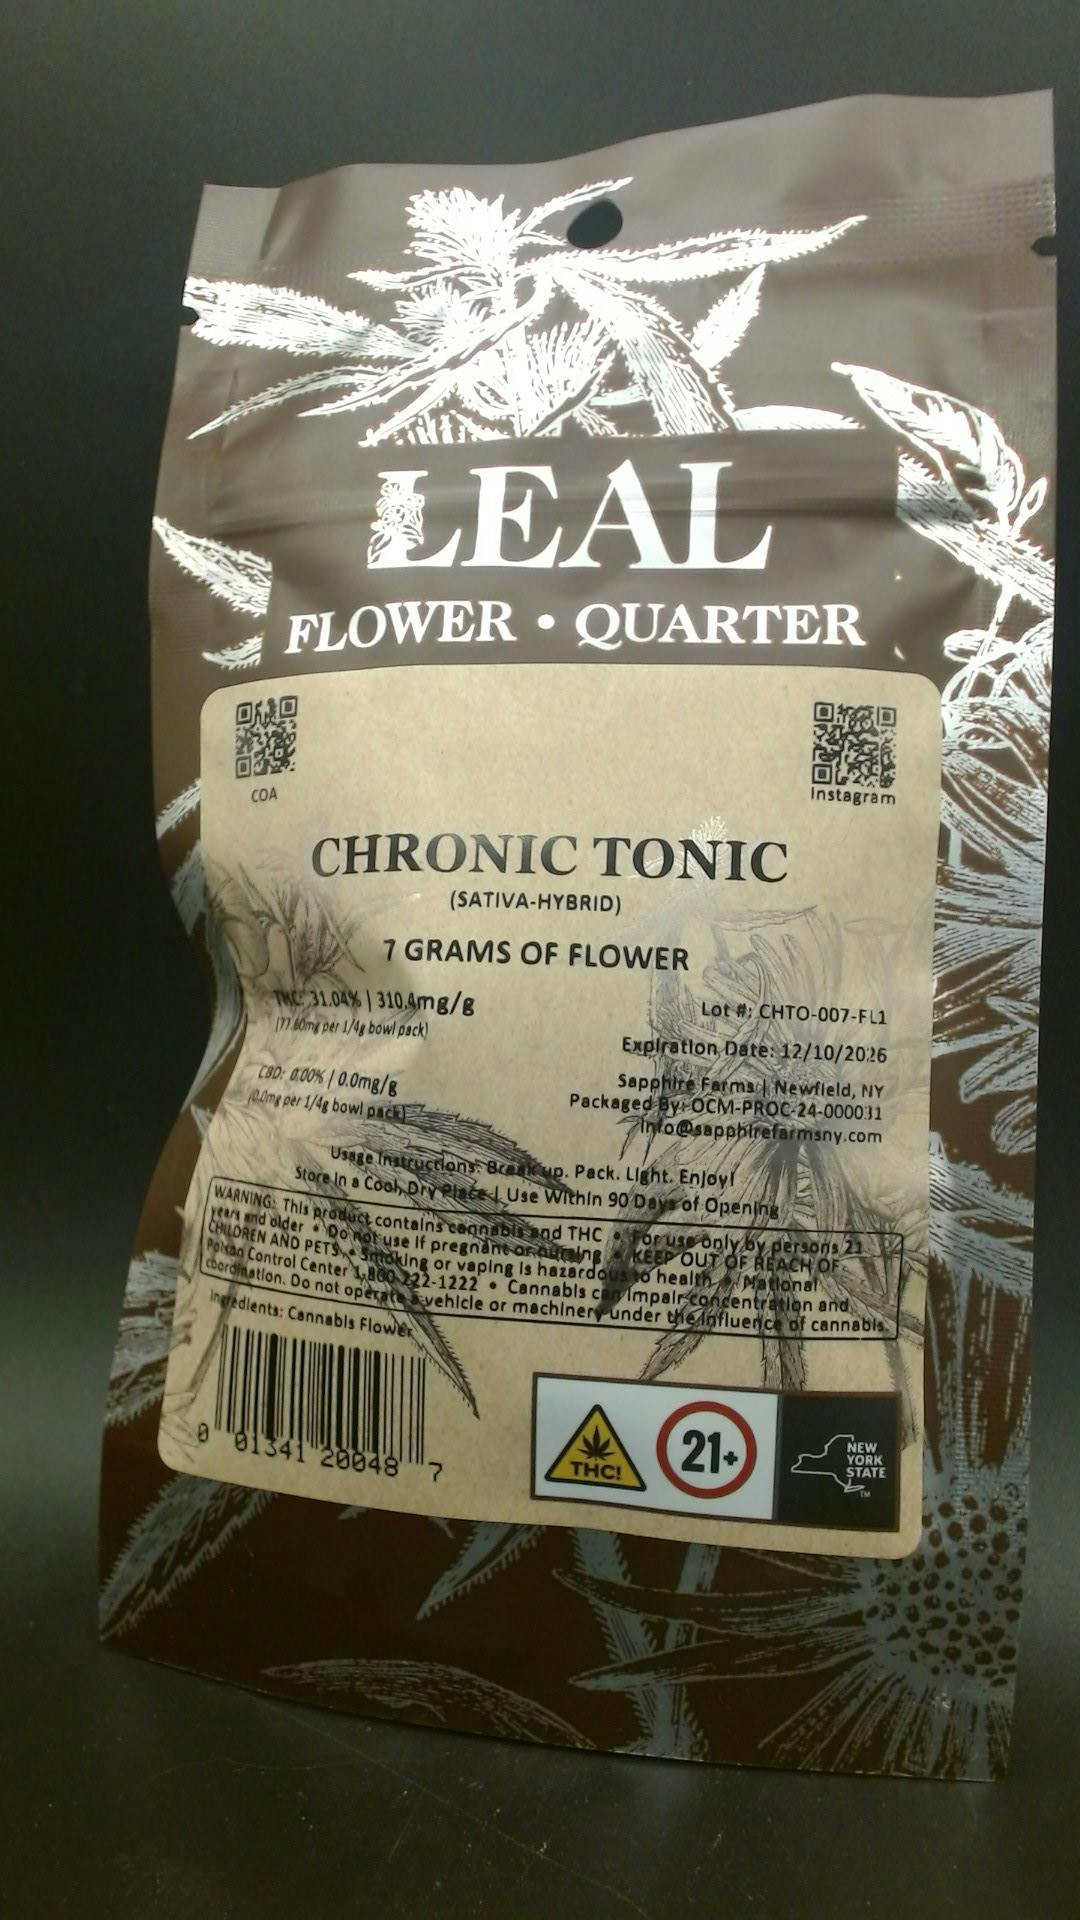 LEAL
FLOWER • QUARTER
COA
Instagram
CHRONIC TONIC
(SATIVA-HYBRID)
7 GRAMS OF FLOWER
THC: 31.04% | 310.4mg/g
(77.60mg per 1/4g bowl pack)
CBD: 0.00% | 0.0mg/g
(0.0mg per 1/4g bowl pack)
Lot #: CHTO-007-FL1
Expiration Date: 12/10/2026
Sapphire Farms | Newfield, NY
Packaged By: OCM-PROC-24-000031
info@sapphirefarmsny.com
Usage Instructions: Break up. Pack. Light. Enjoy!
Store in a Cool, Dry Place | Use Within 90 Days of Opening
WARNING: This product contains cannabis and THC • For use only by persons 21
years and older • Do not use if pregnant or nursing • KEEP OUT OF REACH OF
CHILDREN AND PETS • Smoking or vaping is hazardous to health • National
Poison Control Center 1-800-222-1222 • Cannabis can impair concentration and
coordination. Do not operate a vehicle or machinery under the influence of cannabis.
Ingredients: Cannabis Flower
0 01341 20048 7
THC!
21+
NEW
YORK
STATE
TM